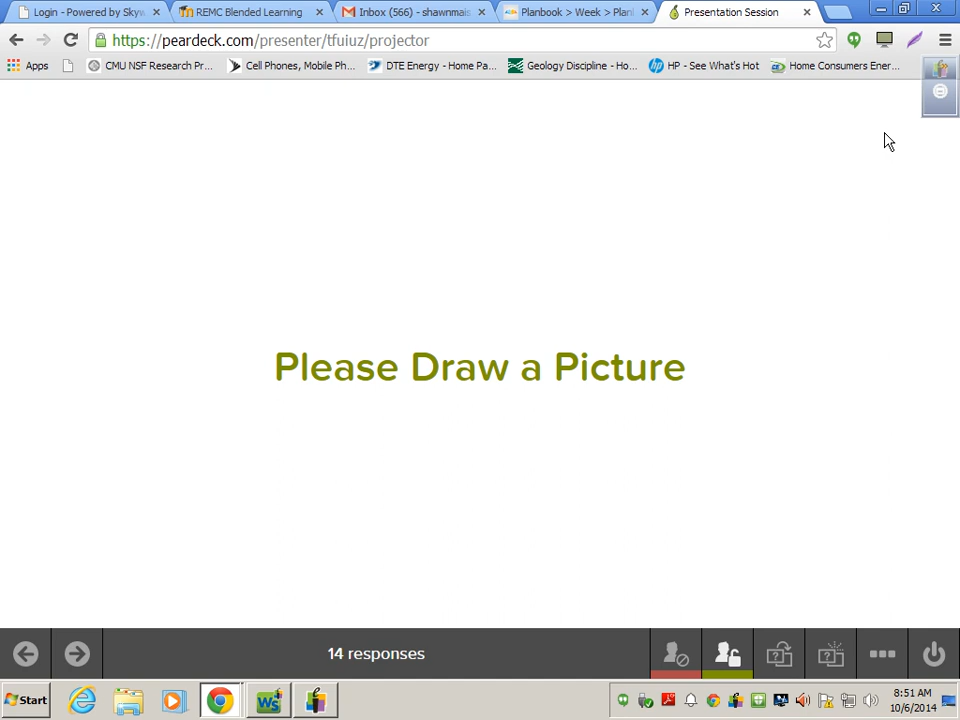 Login - Powered by Skyw
REMC Blended Learning
Inbox (566) - shawnmais
Planbook > Week > Plan
Presentation Session
https://peardeck.com/presenter/tfuiuz/projector
Apps
CMU NSF Research Pr...
Cell Phones, Mobile Ph...
DTE Energy - Home Pa...
Geology Discipline - Ho...
HP - See What's Hot
Home Consumers Ener...
Please Draw a Picture
14 responses
Start
8:51 AM
10/6/2014